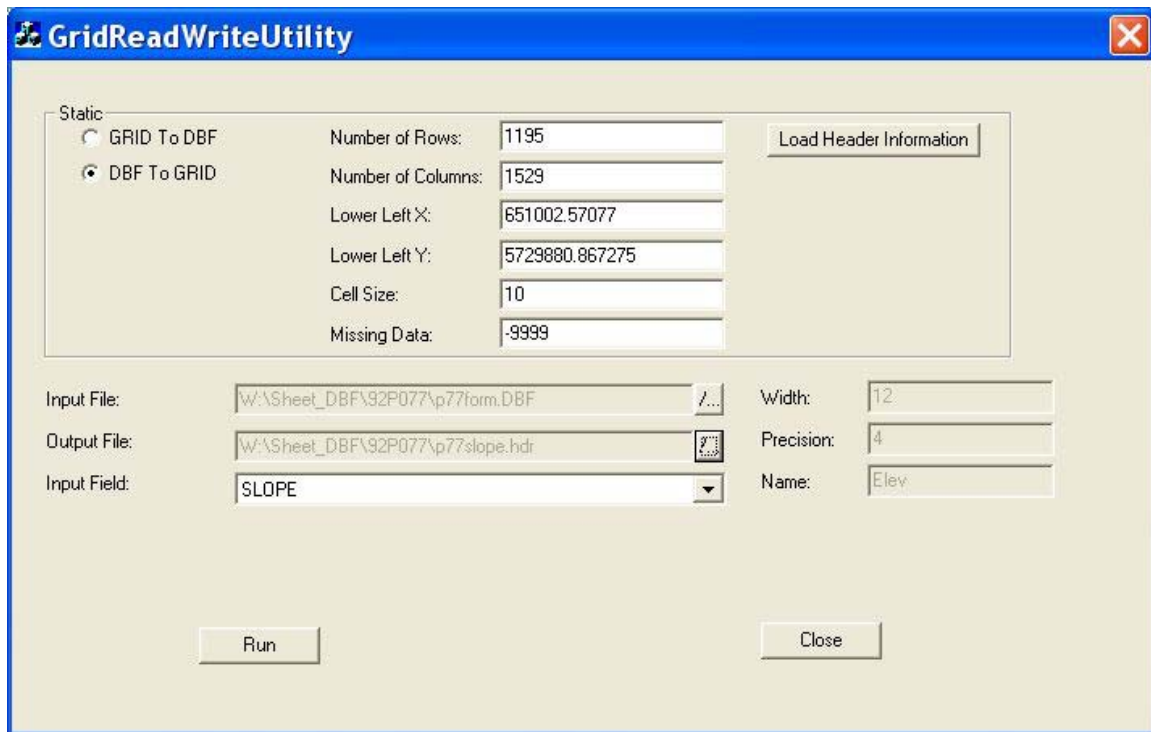 GridReadWriteUtility
Static
GRID To DBF
DBF To GRID
Number of Rows: 1195
Number of Columns: 1529
Lower Left X: 651002.57077
Lower Left Y: 5729880.867275
Cell Size: 10
Missing Data: -9999
Load Header Information
Input File: W:\Sheet_DBF\92P077\p77form.DBF /...
Output File: W:\Sheet_DBF\92P077\p77slope.hdr
Input Field: SLOPE
Width: 12
Precision: 4
Name: Elev
Run
Close